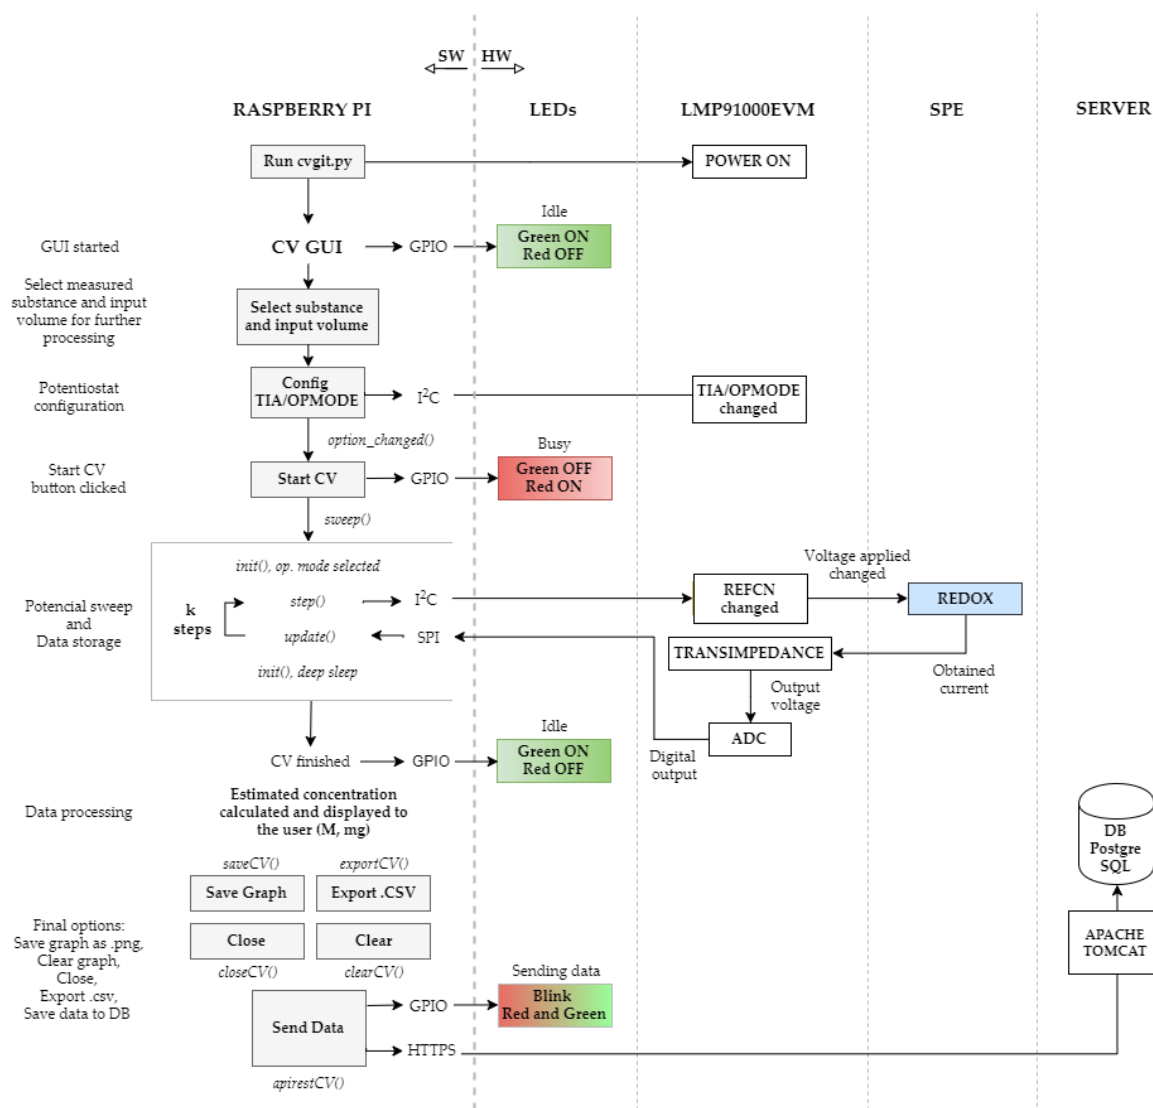 SW HW
RASPBERRY PI
LEDs
LMP91000EVM
SPE
SERVER
Run cvgit.py
POWER ON
Idle
GUI started
CV GUI
GPIO
Green ON
Red OFF
Select measured
substance and input
volume for further
processing
Select substance
and input volume
Potentiostat
configuration
Config
TIA/OPMODE
I²C
TIA/OPMODE
changed
option_changed()
Busy
Start CV
button clicked
Start CV
GPIO
Green OFF
Red ON
sweep()
Potencial sweep
and
Data storage
init(), op. mode selected
k
steps
step()
I²C
update()
SPI
init(), deep sleep
REFCN
changed
Voltage applied
changed
REDOX
TRANSIMPEDANCE
Obtained
current
Output
voltage
ADC
Digital
output
Idle
CV finished
GPIO
Green ON
Red OFF
Data processing
Estimated concentration
calculated and displayed to
the user (M, mg)
DB
Postgre
SQL
saveCV()
exportCV()
Save Graph
Export .CSV
Final options:
Save graph as .png,
Clear graph,
Close,
Export .csv,
Save data to DB
Close
Clear
closeCV()
clearCV()
APACHE
TOMCAT
Sending data
Send Data
GPIO
Blink
Red and Green
HTTPS
apirestCV()